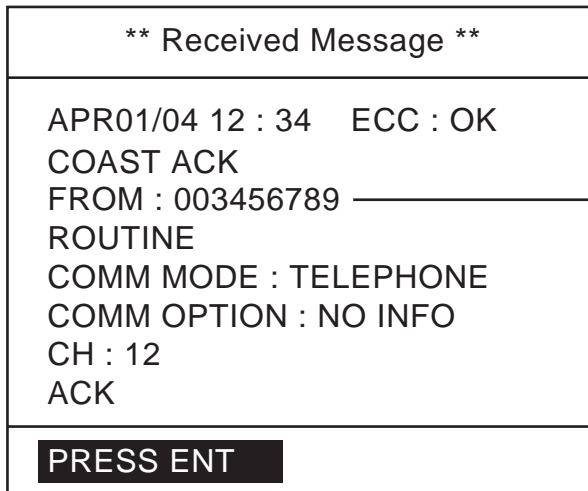 ** Received Message **
APR01/04 12 : 34 ECC : OK
COAST ACK
FROM : 003456789
ROUTINE
COMM MODE : TELEPHONE
COMM OPTION : NO INFO
CH : 12
ACK
PRESS ENT